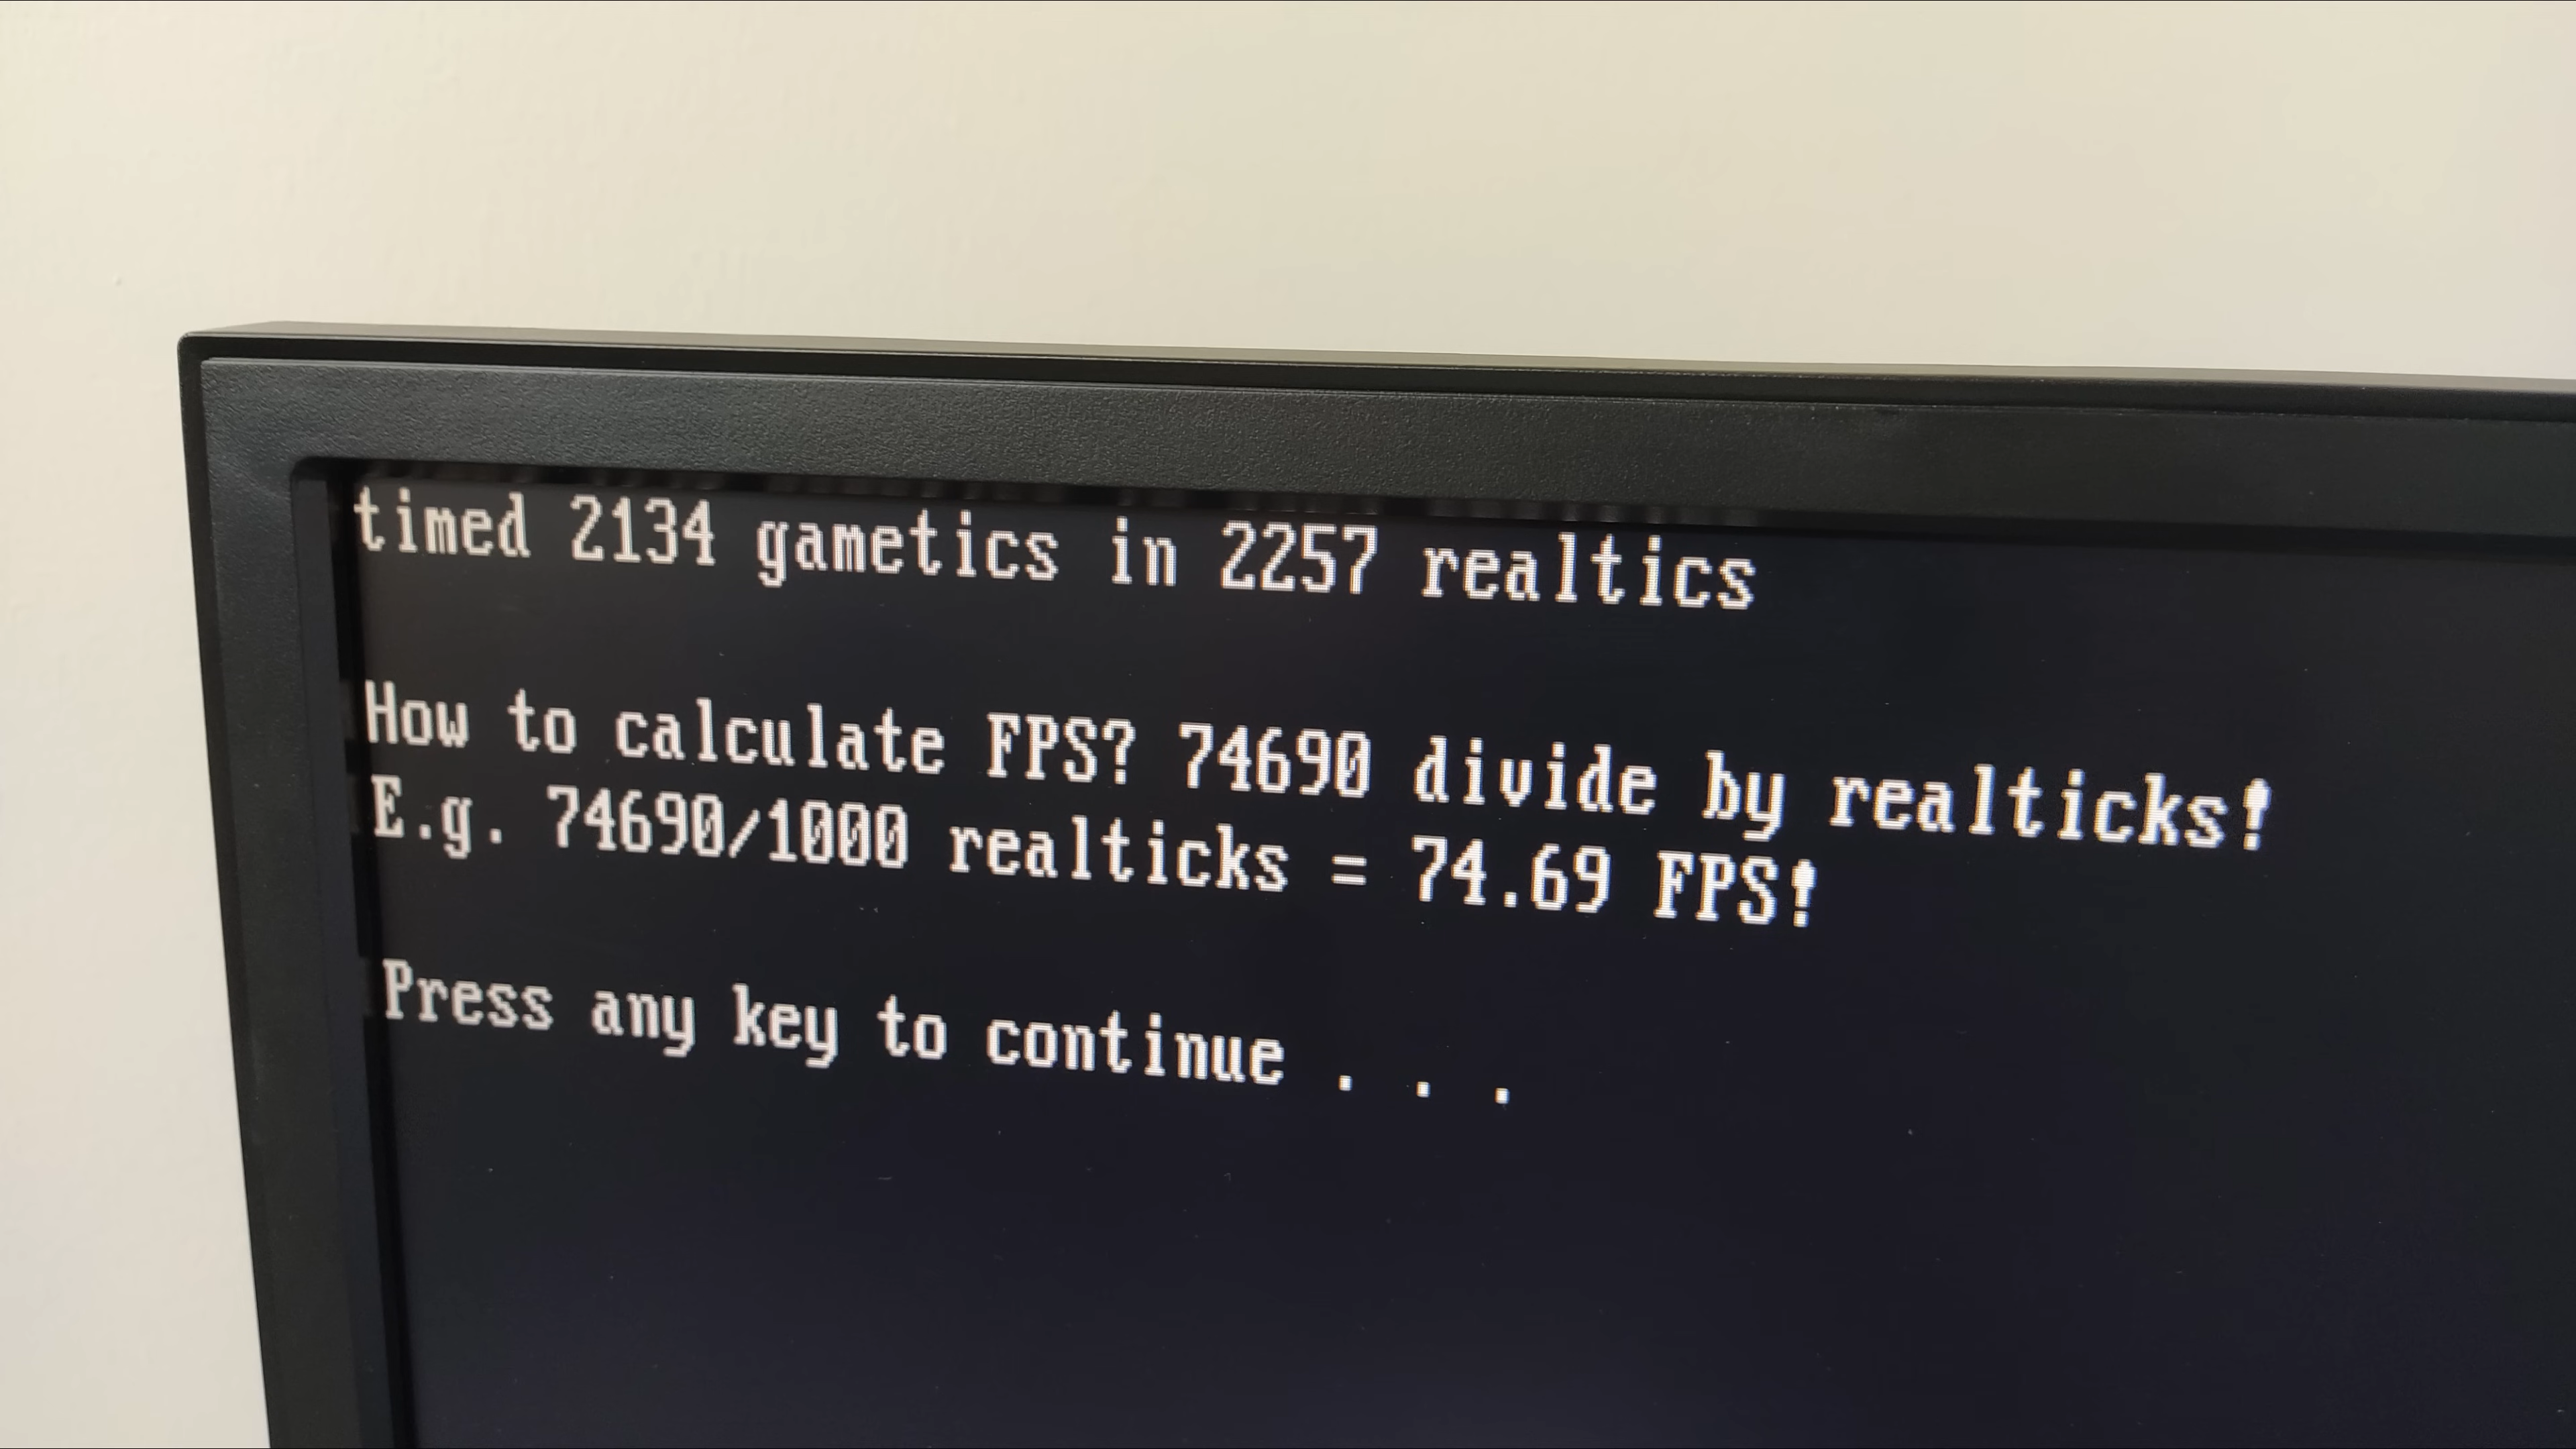 timed 2134 gametics in 2257 realtics
How to calculate FPS? 74690 divide by realticks!
E.g. 74690/1000 realticks = 74.69 FPS!
Press any key to continue . . .